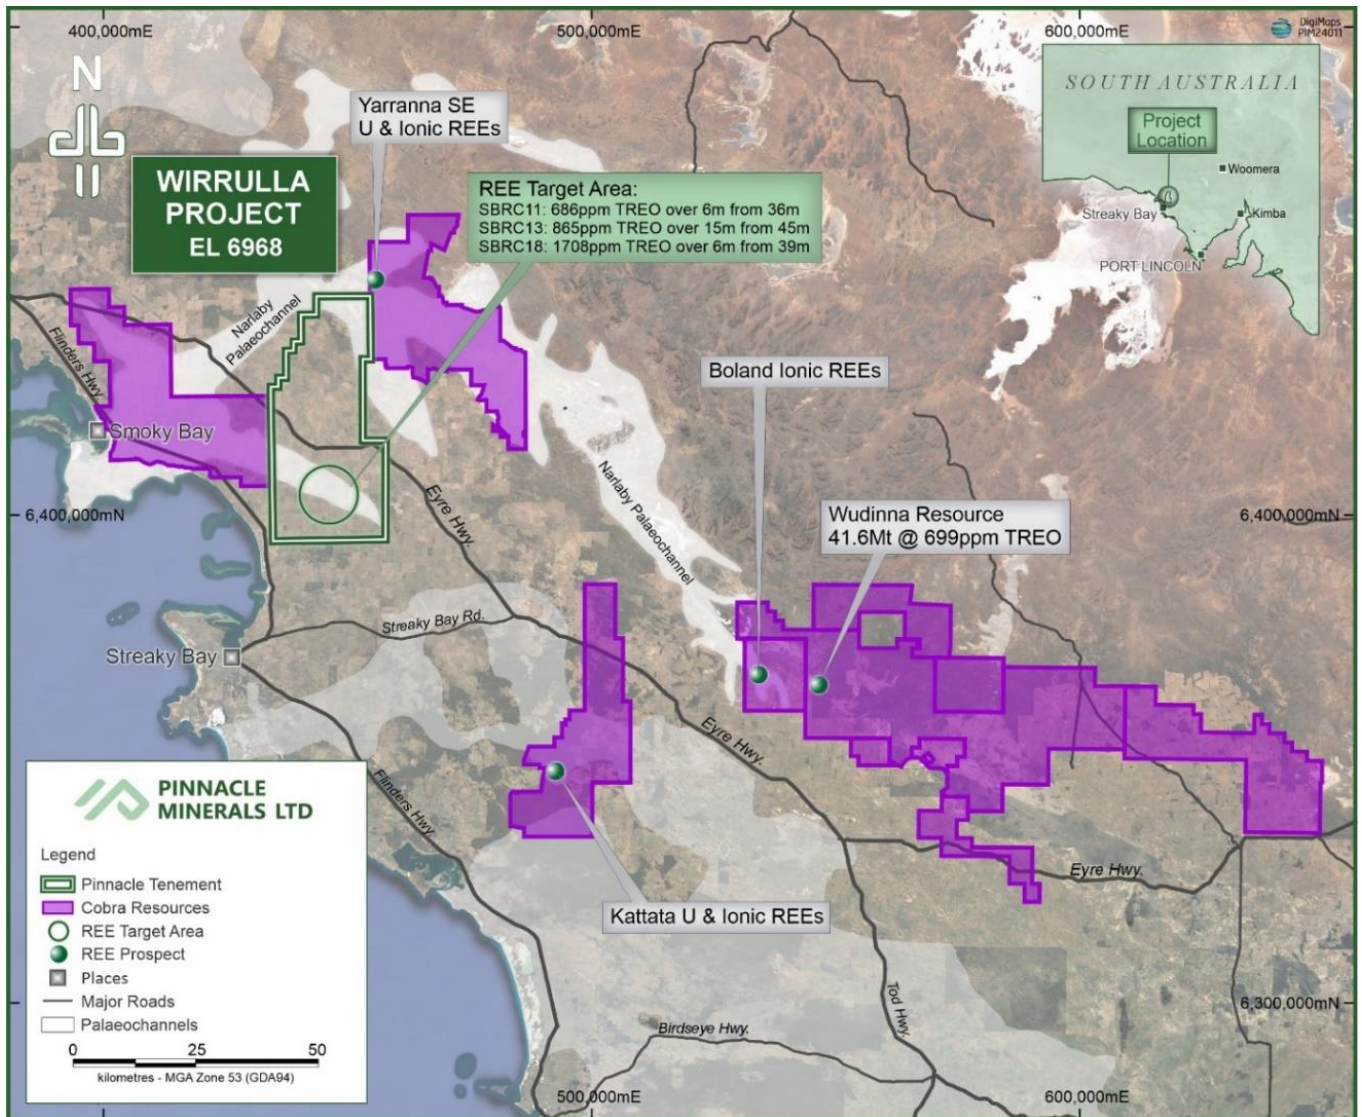 400,000mE
500,000mE
600,000mE
DigiMaps
PIM24011
N
WIRRULLA
PROJECT
EL 6968
Yarranna SE
U & Ionic REEs
REE Target Area:
SBRC11: 686ppm TREO over 6m from 36m
SBRC13: 865ppm TREO over 15m from 45m
SBRC18: 1708ppm TREO over 6m from 39m
SOUTH AUSTRALIA
Project
Location
Woomera
Streaky Bay
Kimba
PORT LINCOLN
Narlaby
Palaeochannel
Flinders Hwy.
Smoky Bay
Boland Ionic REEs
Narlaby Palaeochannel
Eyre Hwy.
Wudinna Resource
41.6Mt @ 699ppm TREO
6,400,000mN
6,400,000mN
Streaky Bay Rd.
Streaky Bay
Eyre Hwy.
Flinders Hwy.
PINNACLE
MINERALS LTD
Legend
Pinnacle Tenement
Cobra Resources
REE Target Area
REE Prospect
Places
Major Roads
Palaeochannels
0 25 50
kilometres - MGA Zone 53 (GDA94)
Kattata U & Ionic REEs
Eyre Hwy.
Tod Hwy.
Birdseye Hwy.
6,300,000mN
500,000mE
600,000mE